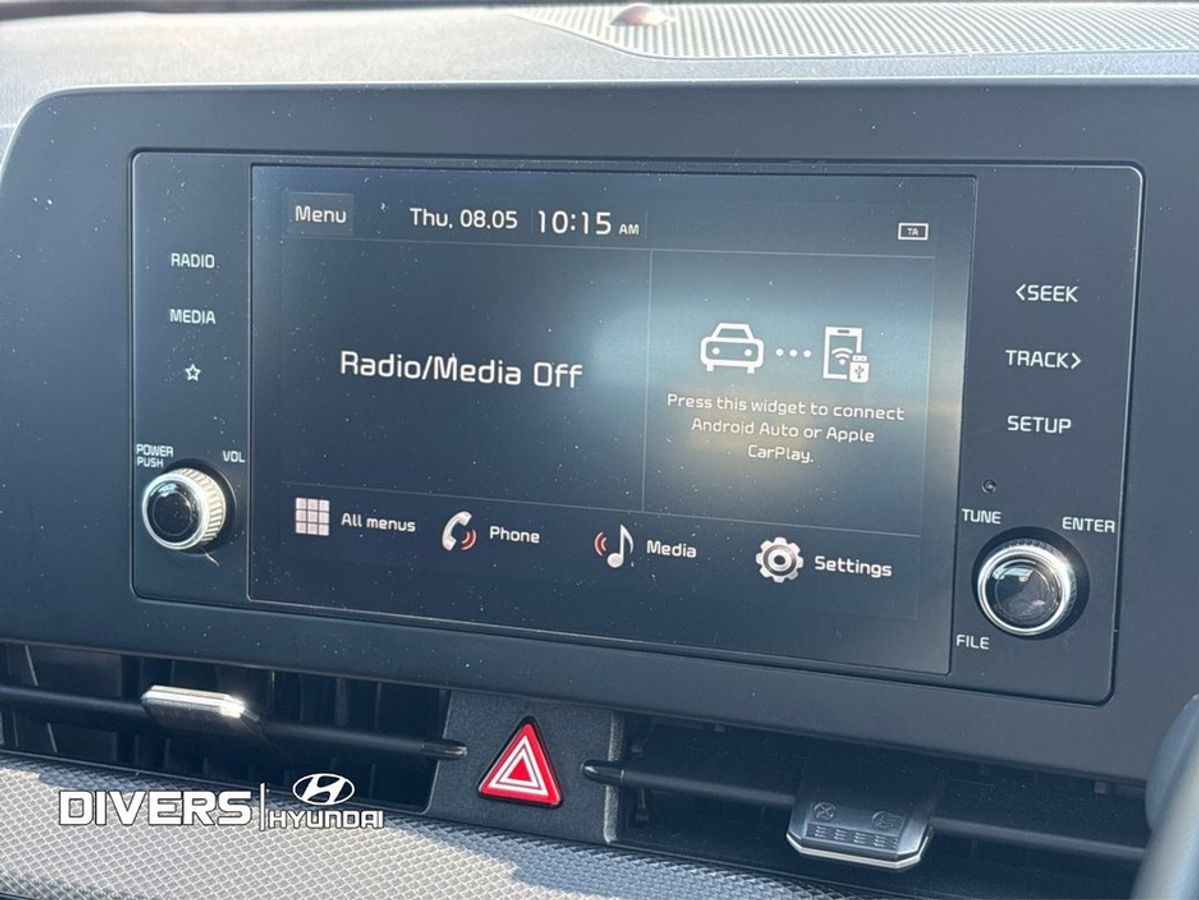 Menu
Thu, 08.05 10:15 AM
TA
RADIO
MEDIA
POWER
PUSH
VOL
Radio/Media Off
Press this widget to connect
Android Auto or Apple
CarPlay.
All menus
Phone
Media
Settings
<SEEK
TRACK>
SETUP
TUNE
ENTER
FILE
DIVERS
HYUNDAI